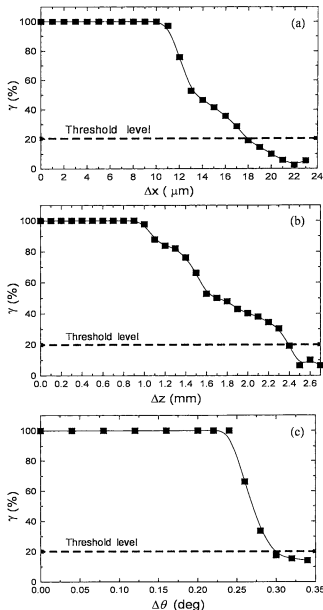 (a)
100
80
60
40
20
0
γ (%)
Threshold level
0 2 4 6 8 10 12 14 16 18 20 22 24
Δx ( μm)
(b)
100
80
60
40
20
0
γ (%)
Threshold level
0.0 0.2 0.4 0.6 0.8 1.0 1.2 1.4 1.6 1.8 2.0 2.2 2.4 2.6
Δz (mm)
(c)
100
80
60
40
20
0
γ (%)
Threshold level
0.00 0.05 0.10 0.15 0.20 0.25 0.30 0.35
Δθ (deg)